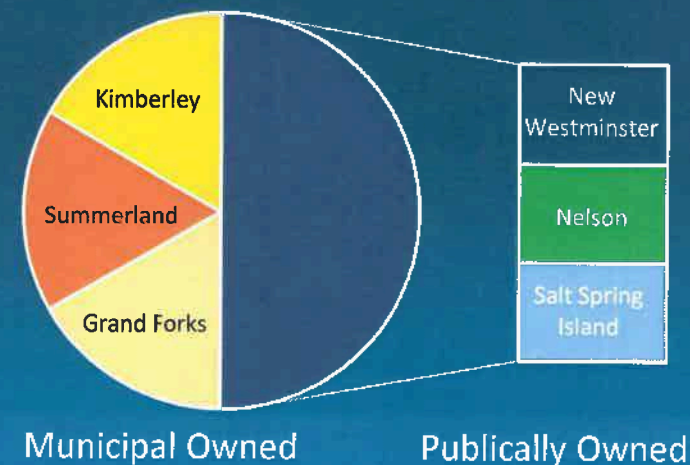 Kimberley
Summerland
Grand Forks
New
Westminster
Nelson
Salt Spring
Island
Municipal Owned
Publically Owned